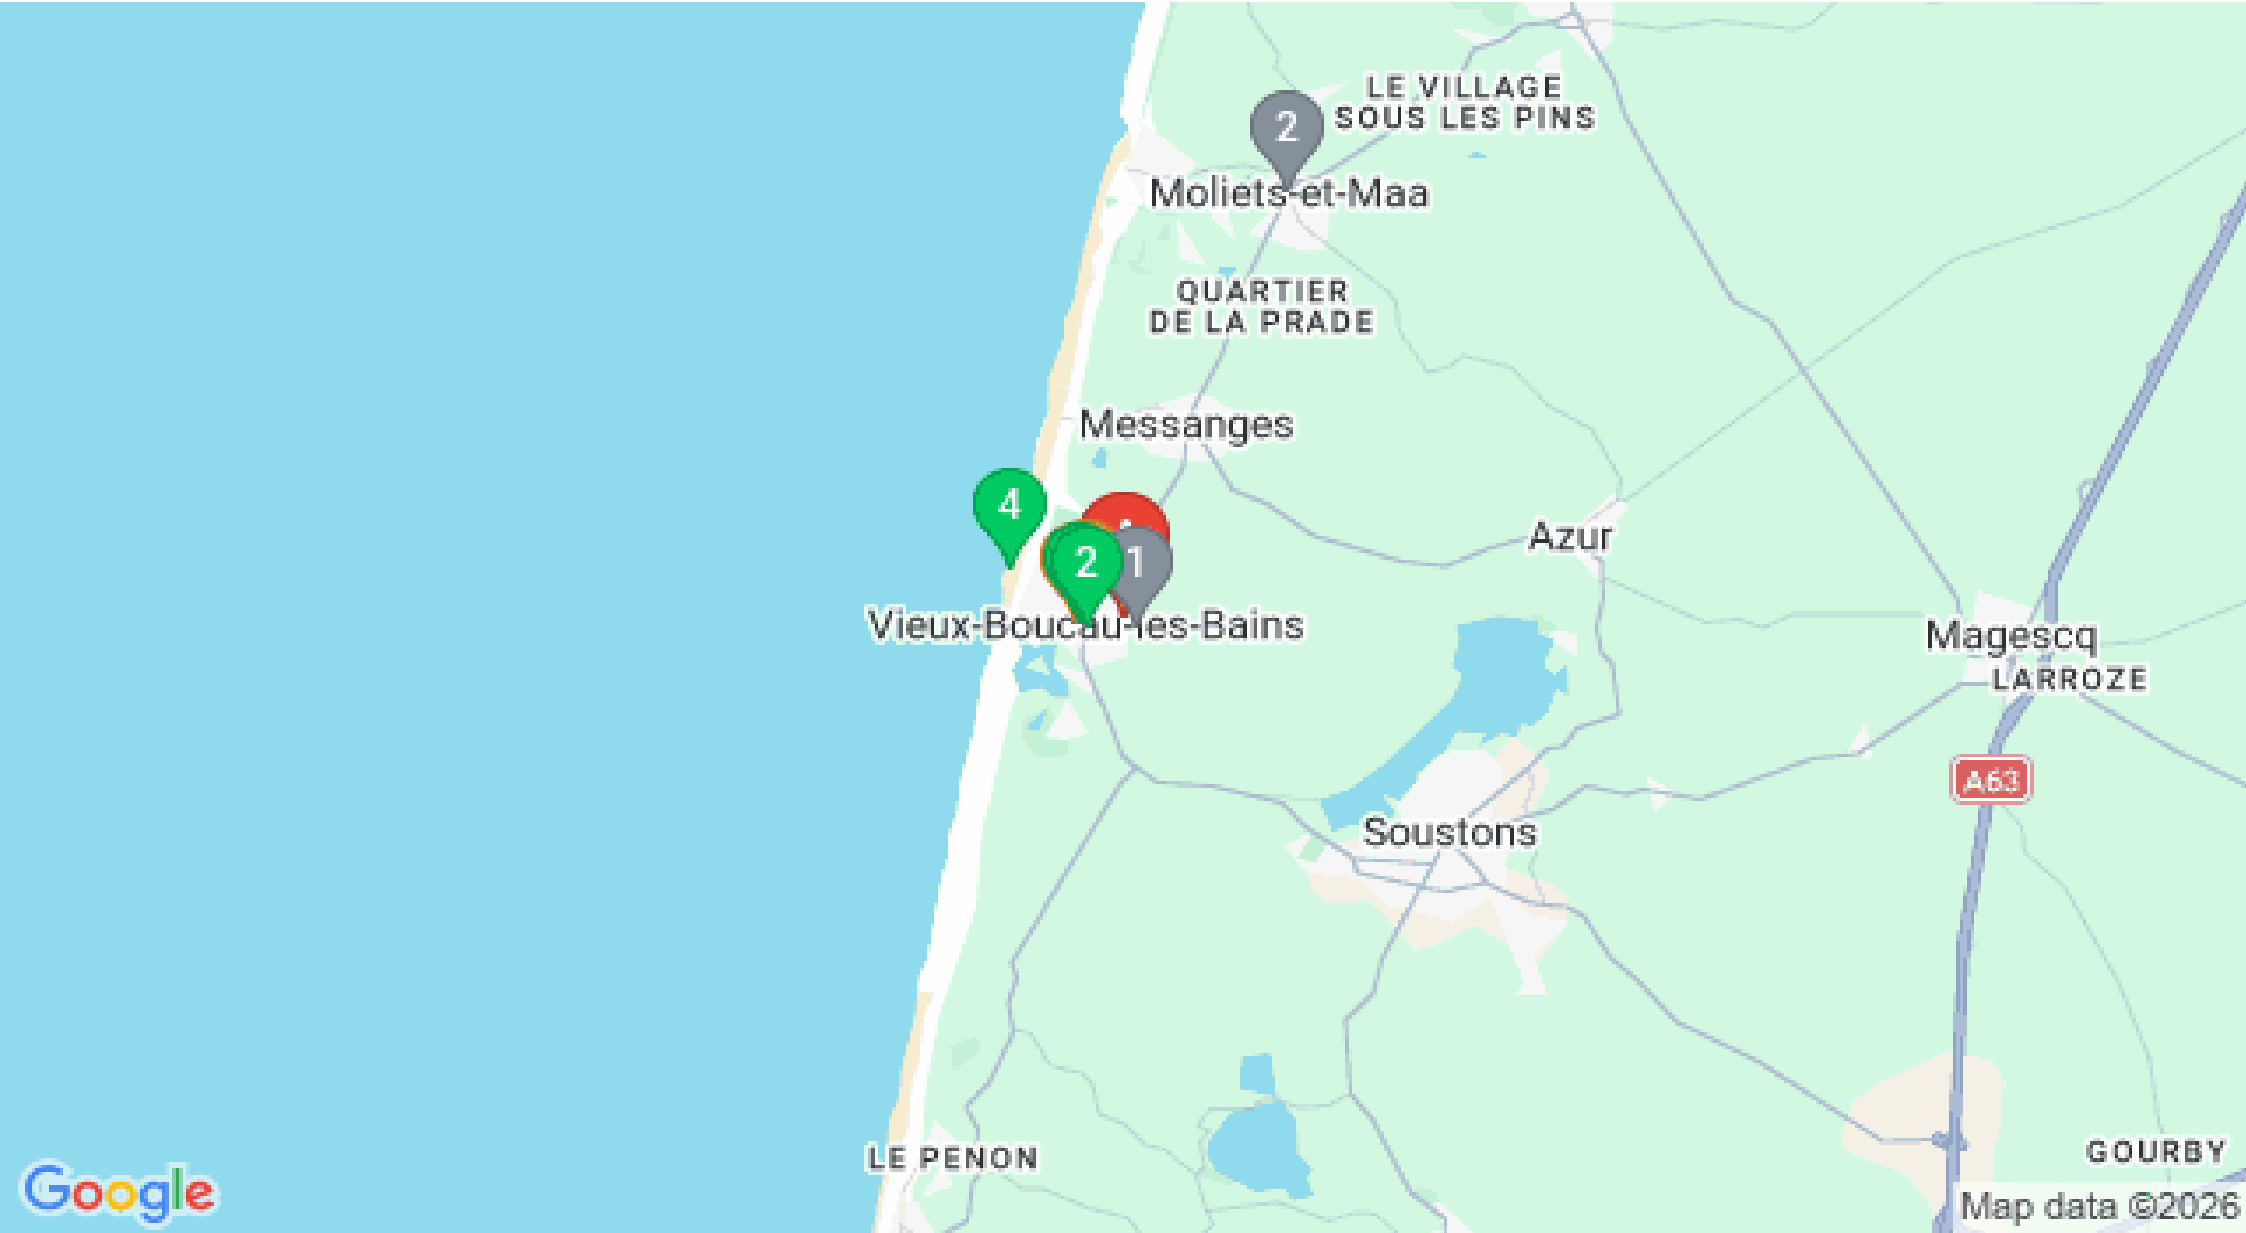 LE VILLAGE
SOUS LES PINS
2
Moliets-et-Maa
QUARTIER
DE LA PRADE
Messanges
4
2
1
Azur
Vieux-Boucau-les-Bains
Magescq
LARROZE
A63
Soustons
LE PENON
GOURBY
Google
Map data ©2026